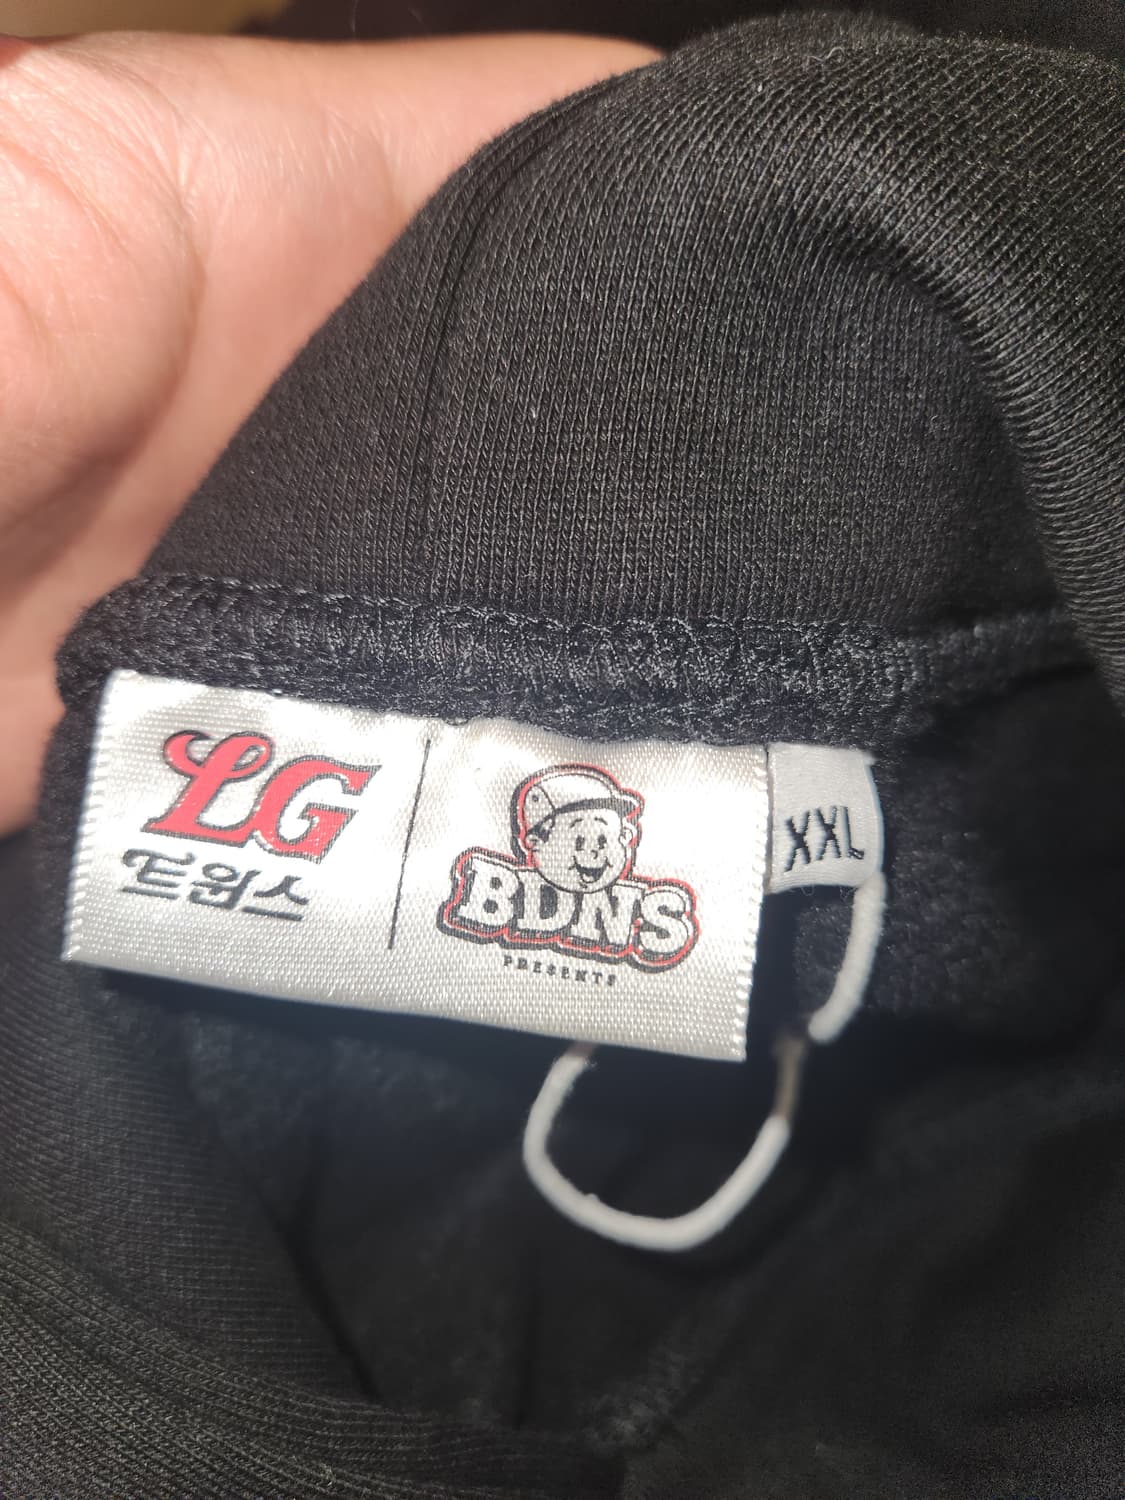 LG
트윈스
BDNS
PRESENTS
XXL